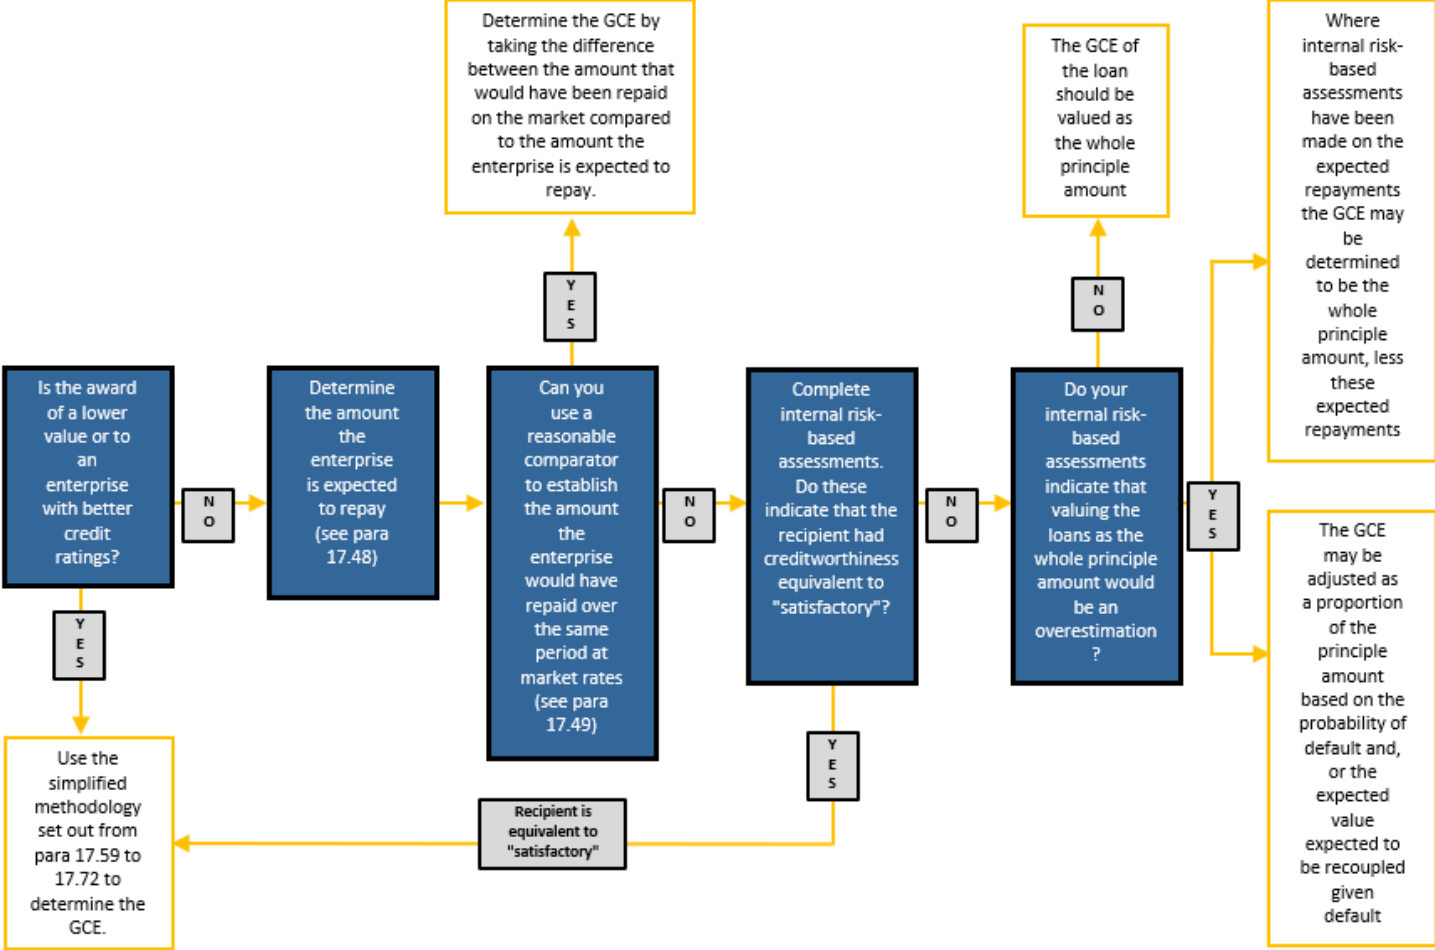 Determine the GCE by
taking the difference
between the amount that
would have been repaid
on the market compared
to the amount the
enterprise is expected to
repay.
The GCE of
the loan
should be
valued as
the whole
principle
amount
Where
internal risk-
based
assessments
have been
made on the
expected
repayments
the GCE may
be
determined
to be the
whole
principle
amount, less
these
expected
repayments
Y
E
S
N
O
Is the award
of a lower
value or to
an
enterprise
with better
credit
ratings?
N
O
Determine
the amount
the
enterprise
is expected
to repay
(see para
17.48)
Can you
use a
reasonable
comparator
to establish
the amount
the
enterprise
would have
repaid over
the same
period at
market rates
(see para
17.49)
N
O
Complete
internal risk-
based
assessments.
Do these
indicate that the
recipient had
creditworthiness
equivalent to
"satisfactory"?
N
O
Do your
internal risk-
based
assessments
indicate that
valuing the
loans as the
whole principle
amount would
be an
overestimation
?
Y
E
S
The GCE
may be
adjusted as
a proportion
of the
principle
amount
based on the
probability of
default and,
or the
expected
value
expected to
be recoupled
given
default
Y
E
S
Y
E
S
Use the
simplified
methodology
set out from
para 17.59 to
17.72 to
determine the
GCE.
Recipient is
equivalent to
"satisfactory"